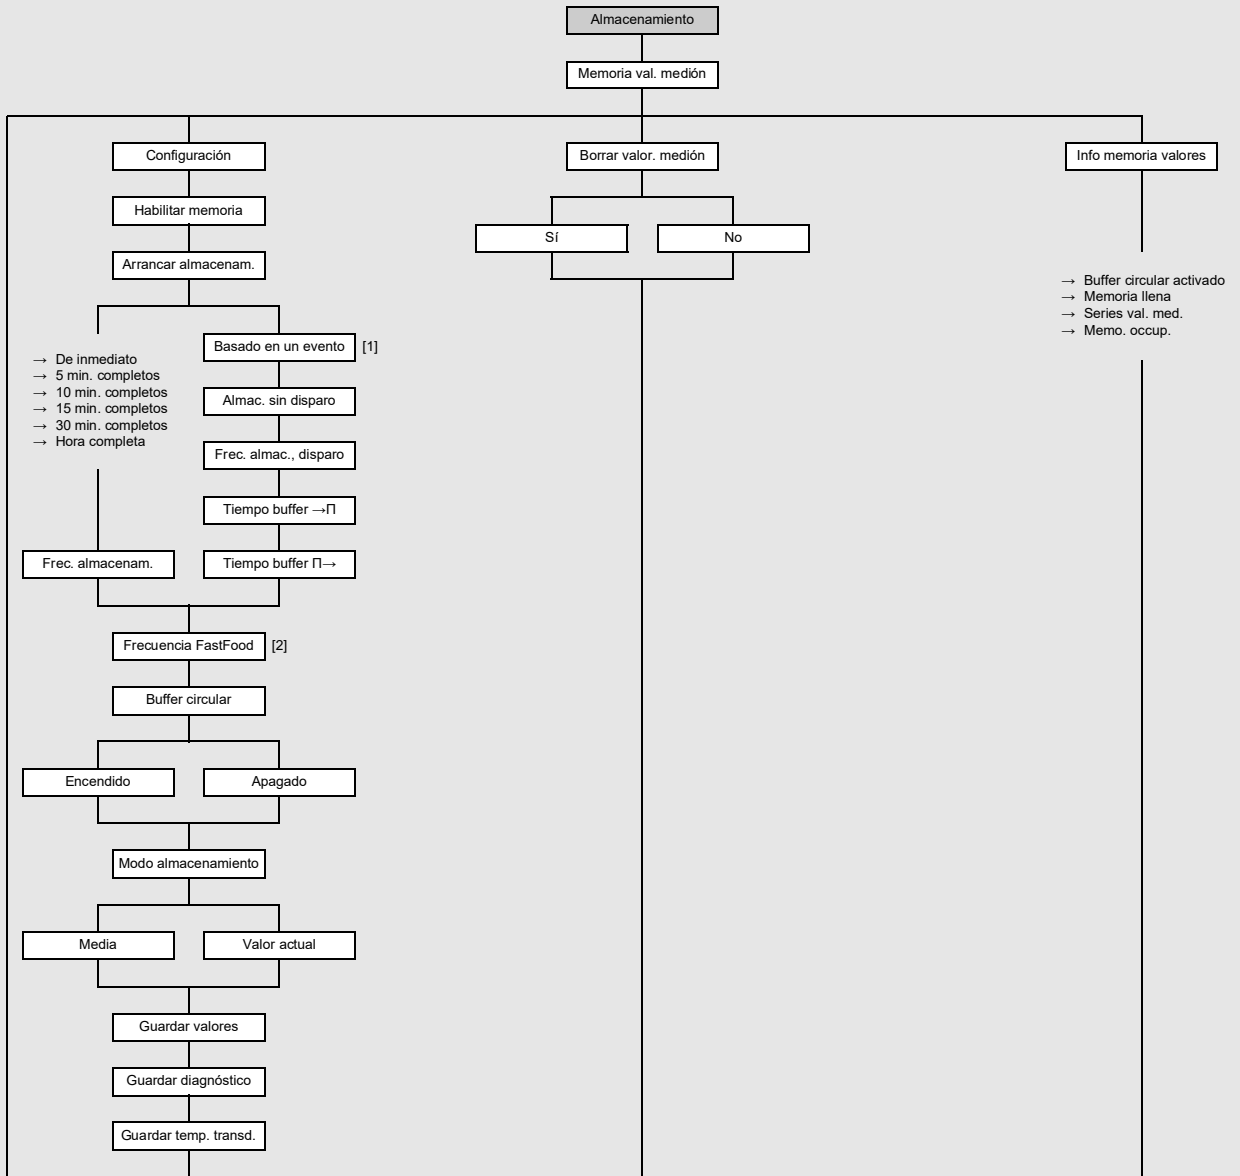 Almacenamiento
Memoria val. medión
Configuración
Borrar valor. medión
Info memoria valores
Habilitar memoria
Sí
No
Arrancar almacenam.
→ Buffer circular activado
→ Memoria llena
→ Series val. med.
→ Memo. occup.
Basado en un evento [1]
→ De inmediato
→ 5 min. completos
→ 10 min. completos
→ 15 min. completos
→ 30 min. completos
→ Hora completa
Almac. sin disparo
Frec. almac., disparo
Tiempo buffer →Π
Frec. almacenam.
Tiempo buffer Π→
Frecuencia FastFood [2]
Buffer circular
Encendido
Apagado
Modo almacenamiento
Media
Valor actual
Guardar valores
Guardar diagnóstico
Guardar temp. transd.